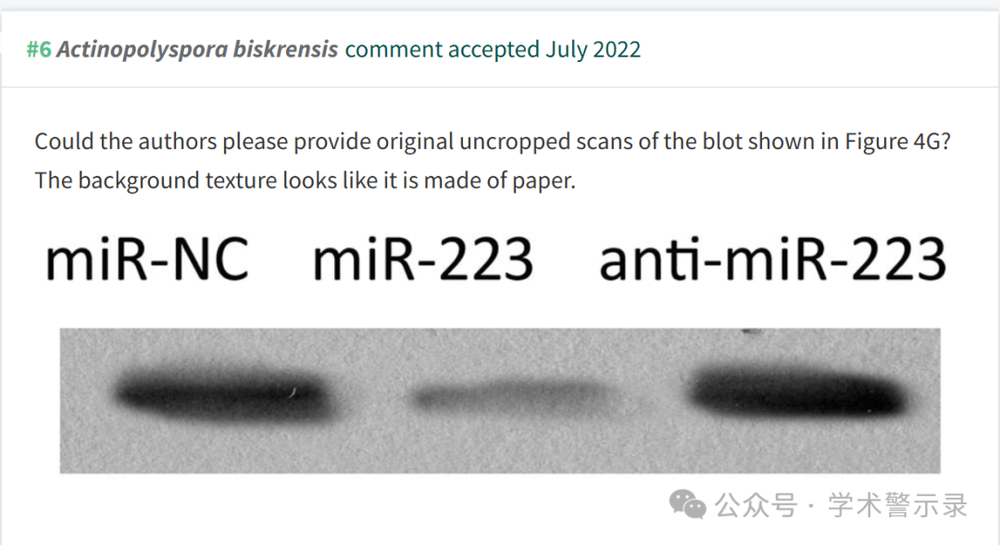 #6 Actinopolyspora biskrensis comment accepted July 2022
Could the authors please provide original uncropped scans of the blot shown in Figure 4G?
The background texture looks like it is made of paper.
miR-NC miR-223 anti-miR-223
公众号 · 学术警示录